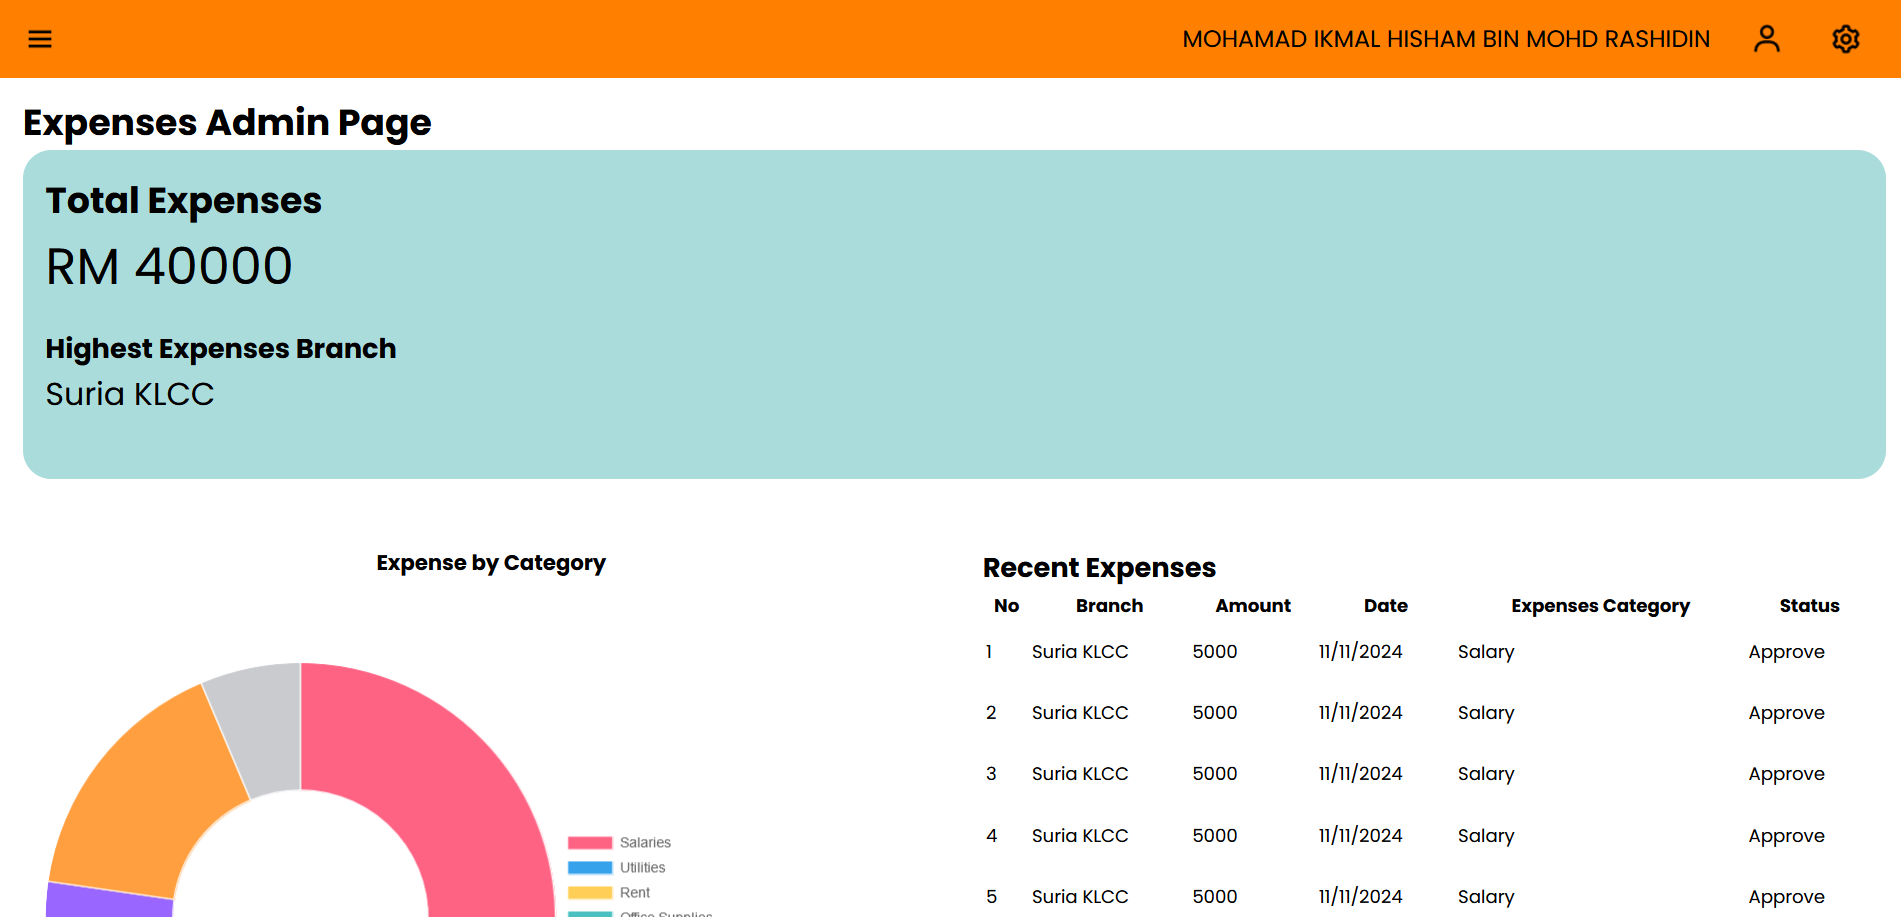 MOHAMAD IKMAL HISHAM BIN MOHD RASHIDIN
Expenses Admin Page
Total Expenses
RM 40000
Highest Expenses Branch
Suria KLCC
Expense by Category
Salaries
Utilities
Rent
Office Supplies
Recent Expenses
No Branch Amount Date Expenses Category Status
1 Suria KLCC 5000 11/11/2024 Salary Approve
2 Suria KLCC 5000 11/11/2024 Salary Approve
3 Suria KLCC 5000 11/11/2024 Salary Approve
4 Suria KLCC 5000 11/11/2024 Salary Approve
5 Suria KLCC 5000 11/11/2024 Salary Approve